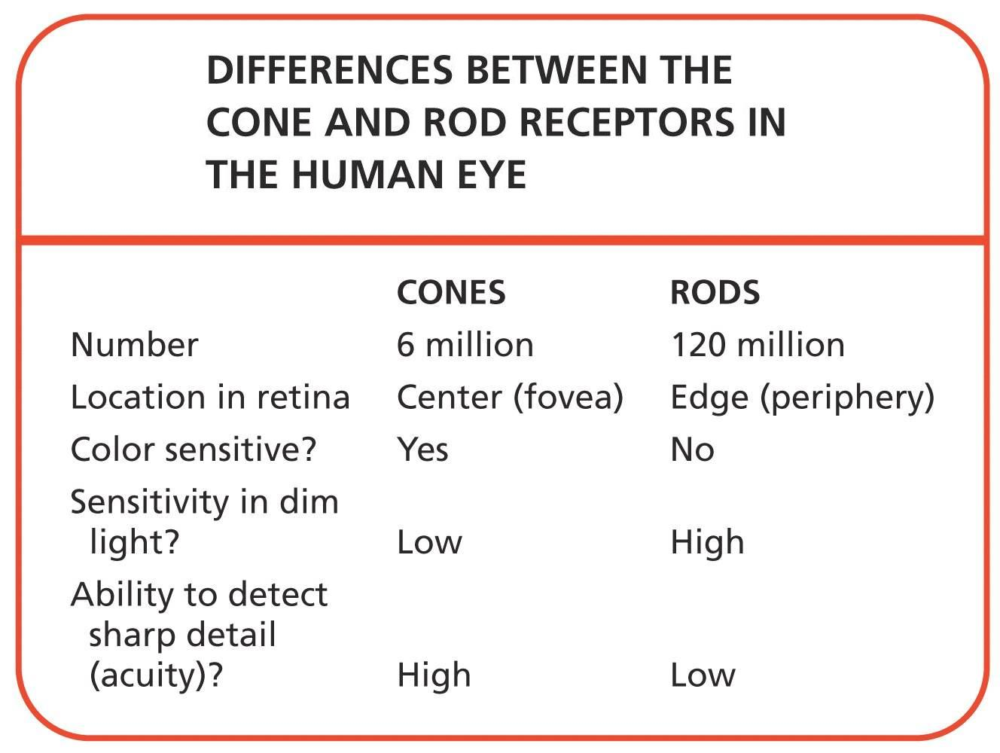 DIFFERENCES BETWEEN THE
CONE AND ROD RECEPTORS IN
THE HUMAN EYE
CONES RODS
Number 6 million 120 million
Location in retina Center (fovea) Edge (periphery)
Color sensitive? Yes No
Sensitivity in dim
light? Low High
Ability to detect
sharp detail
(acuity)? High Low